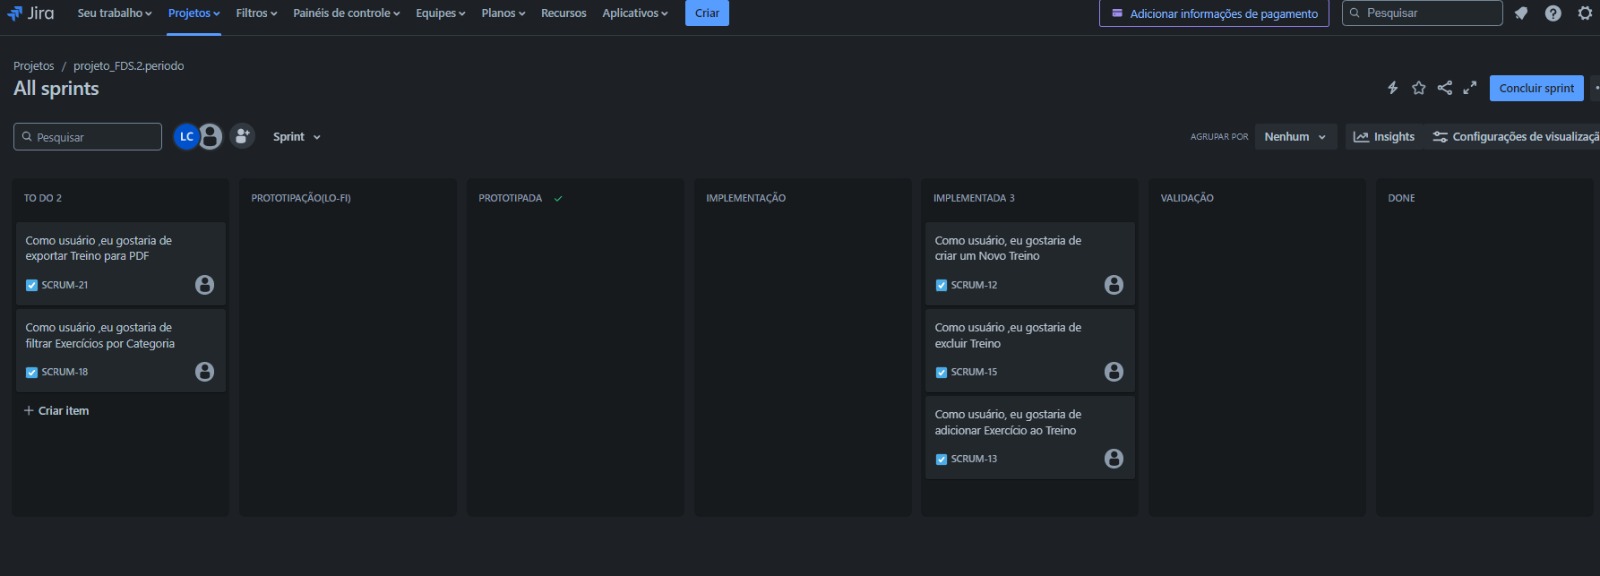 Jira Seu trabalho Projetos Filtros Painéis de controle Equipes Planos Recursos Aplicativos Criar Adicionar informações de pagamento Pesquisar
Projetos / projeto_FDS.2.periodo
All sprints
Concluir sprint
Pesquisar LC Sprint AGRUPAR POR Nenhum Insights Configurações de visualizaçã
TO DO 2
Como usuário ,eu gostaria de
exportar Treino para PDF
SCRUM-21
Como usuário ,eu gostaria de
filtrar Exercícios por Categoria
SCRUM-18
+ Criar item
PROTOTIPAÇÃO(LO-FI)
PROTOTIPADA
IMPLEMENTAÇÃO
IMPLEMENTADA 3
Como usuário, eu gostaria de
criar um Novo Treino
SCRUM-12
Como usuário ,eu gostaria de
excluir Treino
SCRUM-15
Como usuário, eu gostaria de
adicionar Exercício ao Treino
SCRUM-13
VALIDAÇÃO
DONE